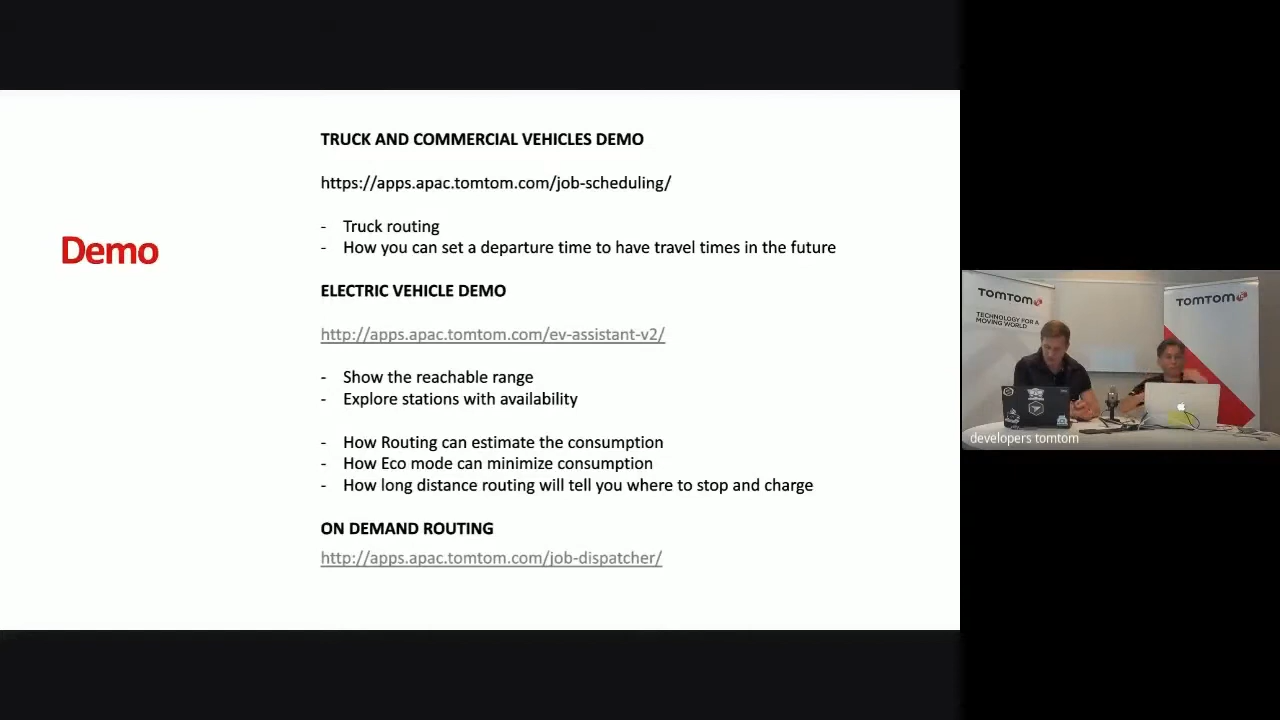 Demo
TRUCK AND COMMERCIAL VEHICLES DEMO
https://apps.apac.tomtom.com/job-scheduling/
- Truck routing
- How you can set a departure time to have travel times in the future
ELECTRIC VEHICLE DEMO
http://apps.apac.tomtom.com/ev-assistant-v2/
- Show the reachable range
- Explore stations with availability
- How Routing can estimate the consumption
- How Eco mode can minimize consumption
- How long distance routing will tell you where to stop and charge
ON DEMAND ROUTING
http://apps.apac.tomtom.com/job-dispatcher/
TOMTOM
TECHNOLOGY FOR A
MOVING WORLD
TOMTOM
developers tomtom